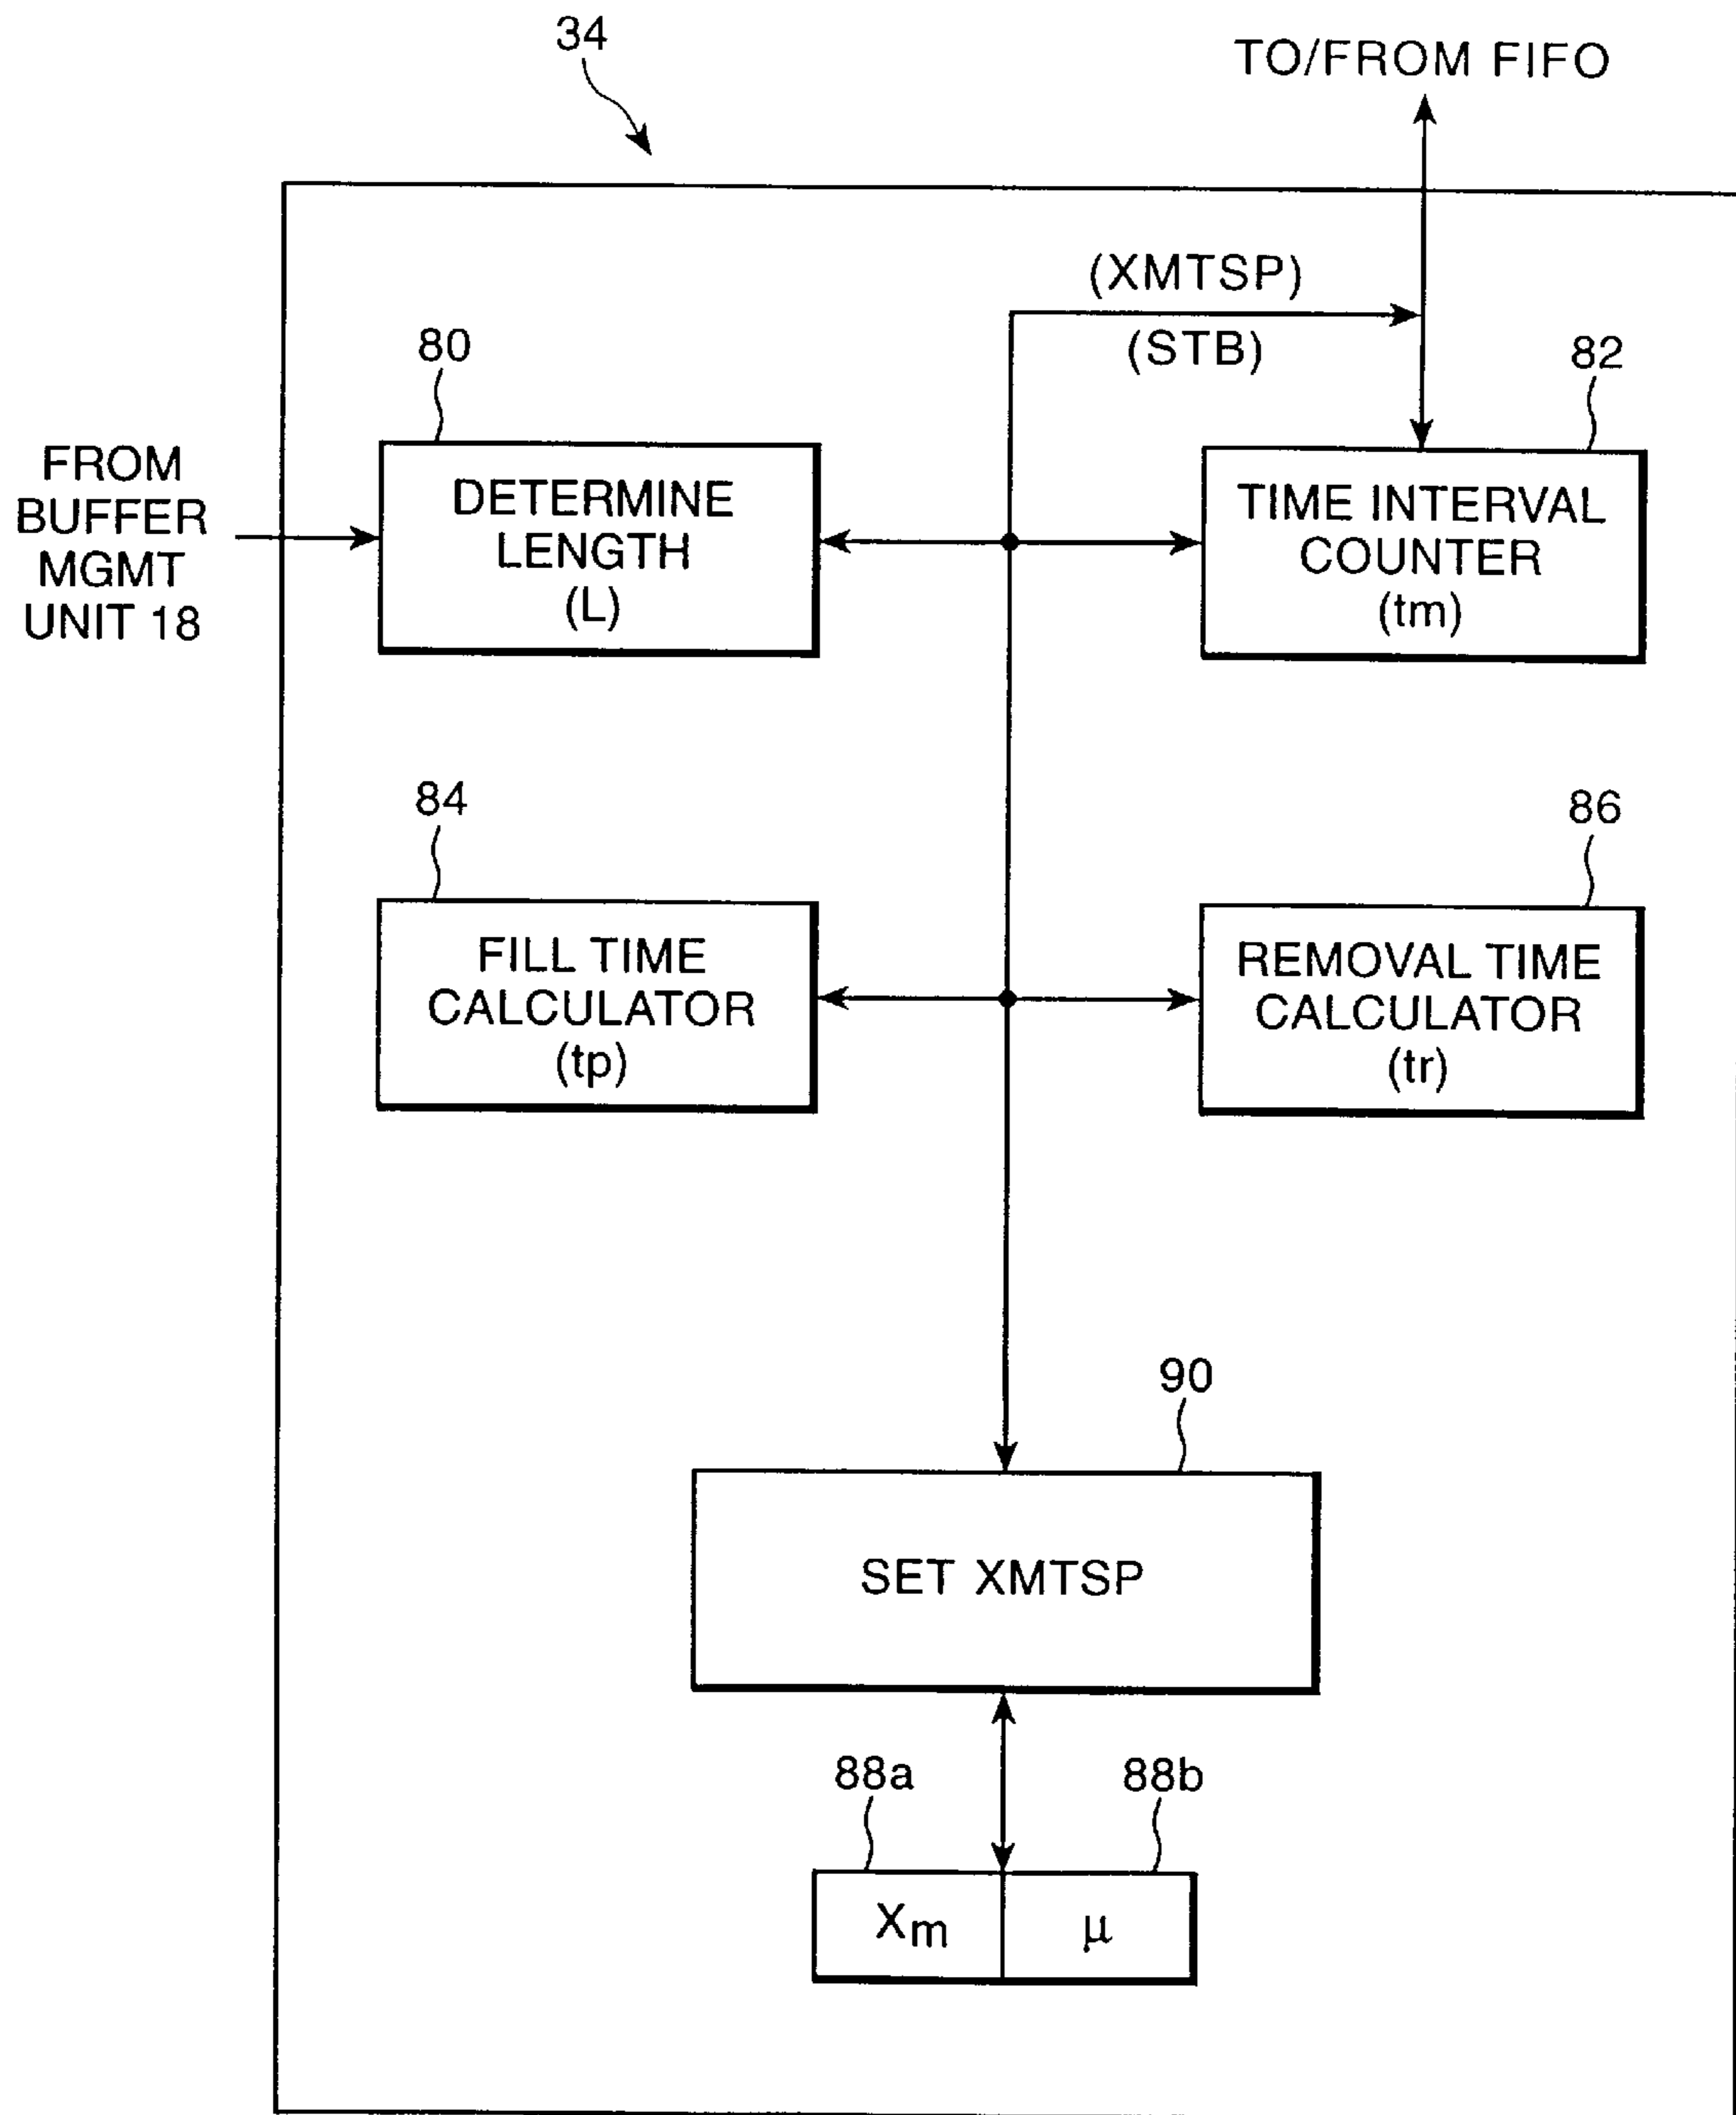 34
TO/FROM FIFO
(XMTSP)
(STB)
80
82
FROM
BUFFER
MGMT
UNIT 18
DETERMINE
LENGTH
(L)
TIME INTERVAL
COUNTER
(tm)
84
86
FILL TIME
CALCULATOR
(tp)
REMOVAL TIME
CALCULATOR
(tr)
90
SET XMTSP
88a
88b
Xm
μ